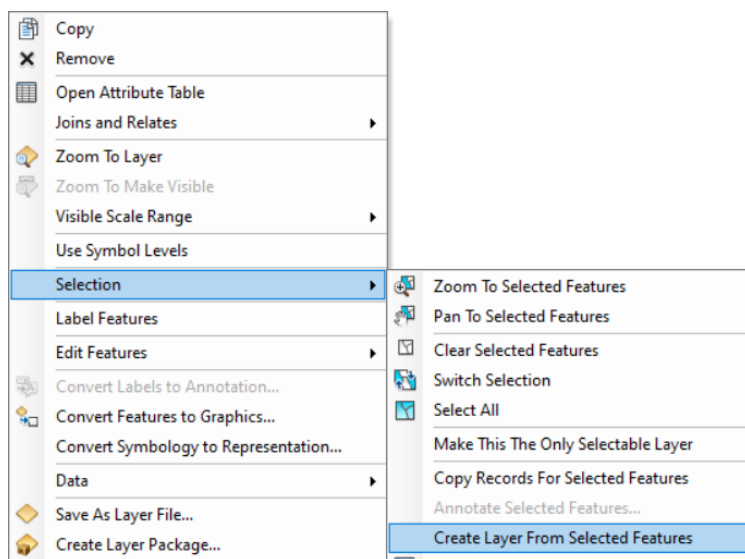 Copy
Remove
Open Attribute Table
Joins and Relates
Zoom To Layer
Zoom To Make Visible
Visible Scale Range
Use Symbol Levels
Selection
Label Features
Edit Features
Convert Labels to Annotation...
Convert Features to Graphics...
Convert Symbology to Representation...
Data
Save As Layer File...
Create Layer Package...
Zoom To Selected Features
Pan To Selected Features
Clear Selected Features
Switch Selection
Select All
Make This The Only Selectable Layer
Copy Records For Selected Features
Annotate Selected Features...
Create Layer From Selected Features